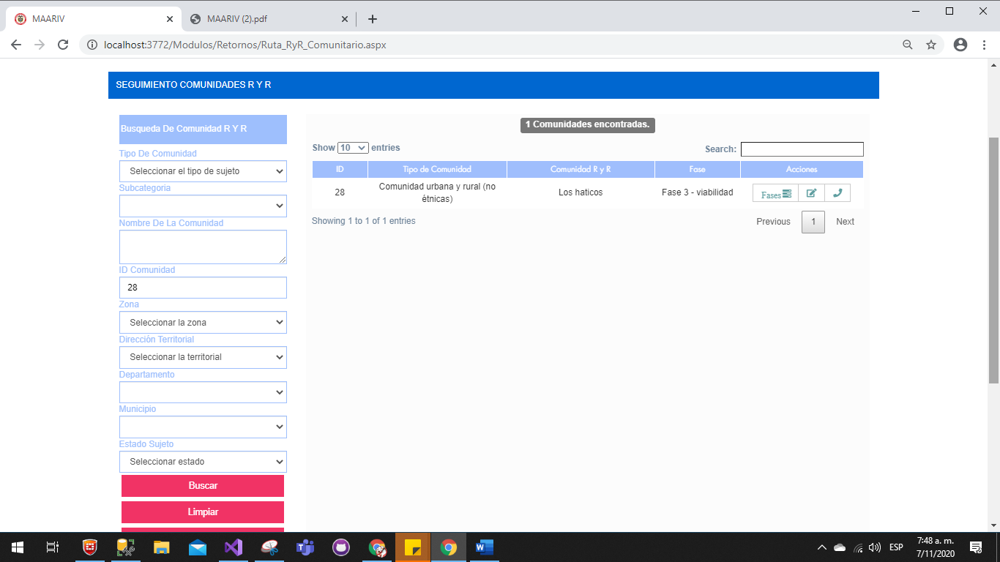 MAARIV
MAARIV (2).pdf
localhost:3772/Modulos/Retornos/Ruta_RyR_Comunitario.aspx
SEGUIMIENTO COMUNIDADES R Y R
Busqueda De Comunidad R Y R
Tipo De Comunidad
Seleccionar el tipo de sujeto
Subcategoría
Nombre De La Comunidad
ID Comunidad
28
Zona
Seleccionar la zona
Dirección Territorial
Seleccionar la territorial
Departamento
Municipio
Estado Sujeto
Seleccionar estado
Buscar
Limpiar
1 Comunidades encontradas.
Show 10 entries
Search:
ID Tipo de Comunidad Comunidad R y R Fase Acciones
28 Comunidad urbana y rural (no étnicas) Los haticos Fase 3 - viabilidad Fases
Showing 1 to 1 of 1 entries
Previous 1 Next
ESP
7:48 a. m.
7/11/2020